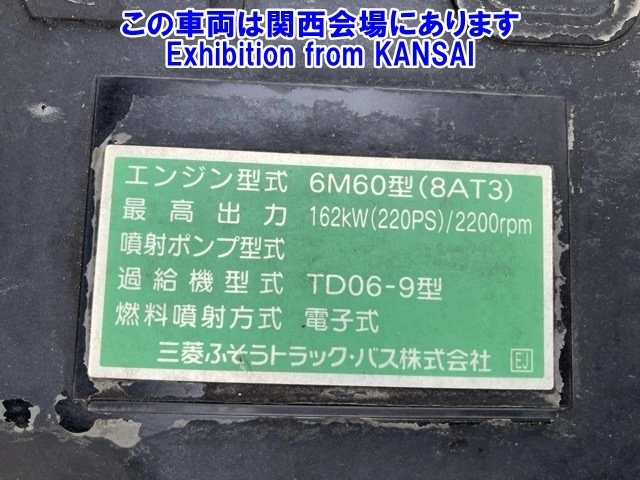 この車両は関西会場にあります
Exhibition from KANSAI
エンジン型式 6M60型(8AT3)
最高出力 162kW(220PS)/2200rpm
噴射ポンプ型式
過給機型式 TD06-9型
燃料噴射方式 電子式
三菱ふそうトラック・バス株式会社 EJ